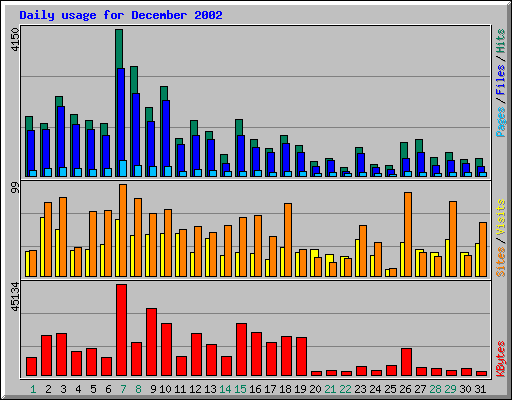 Daily usage for December 2002
4150
Pages / Files / Hits
99
Sites / Visits
45134
KBytes
1 2 3 4 5 6 7 8 9 10 11 12 13 14 15 16 17 18 19 20 21 22 23 24 25 26 27 28 29 30 31